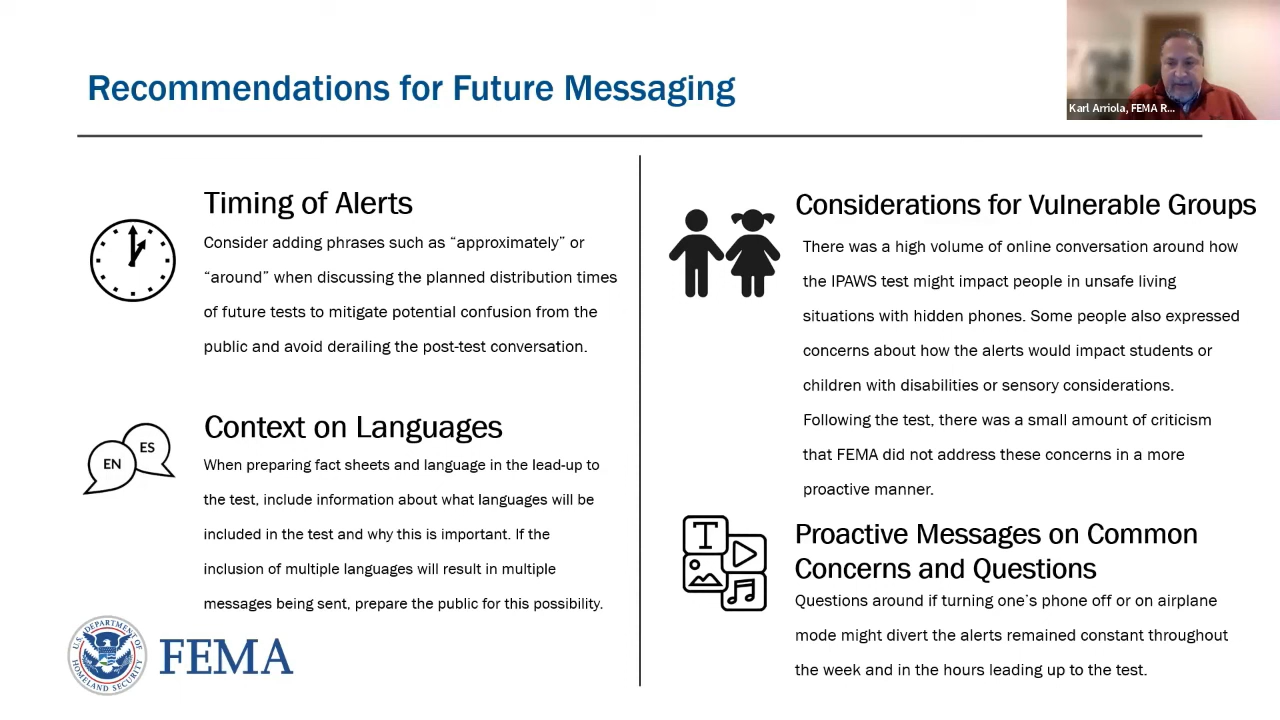 Recommendations for Future Messaging
Karl Arriola, FEMA R...
Timing of Alerts
Consider adding phrases such as “approximately” or
“around” when discussing the planned distribution times
of future tests to mitigate potential confusion from the
public and avoid derailing the post-test conversation.
EN
ES
Context on Languages
When preparing fact sheets and language in the lead-up to
the test, include information about what languages will be
included in the test and why this is important. If the
inclusion of multiple languages will result in multiple
messages being sent, prepare the public for this possibility.
Considerations for Vulnerable Groups
There was a high volume of online conversation around how
the IPAWS test might impact people in unsafe living
situations with hidden phones. Some people also expressed
concerns about how the alerts would impact students or
children with disabilities or sensory considerations.
Following the test, there was a small amount of criticism
that FEMA did not address these concerns in a more
proactive manner.
T
Proactive Messages on Common
Concerns and Questions
Questions around if turning one’s phone off or on airplane
mode might divert the alerts remained constant throughout
the week and in the hours leading up to the test.
U.S. DEPARTMENT OF
HOMELAND SECURITY
FEMA